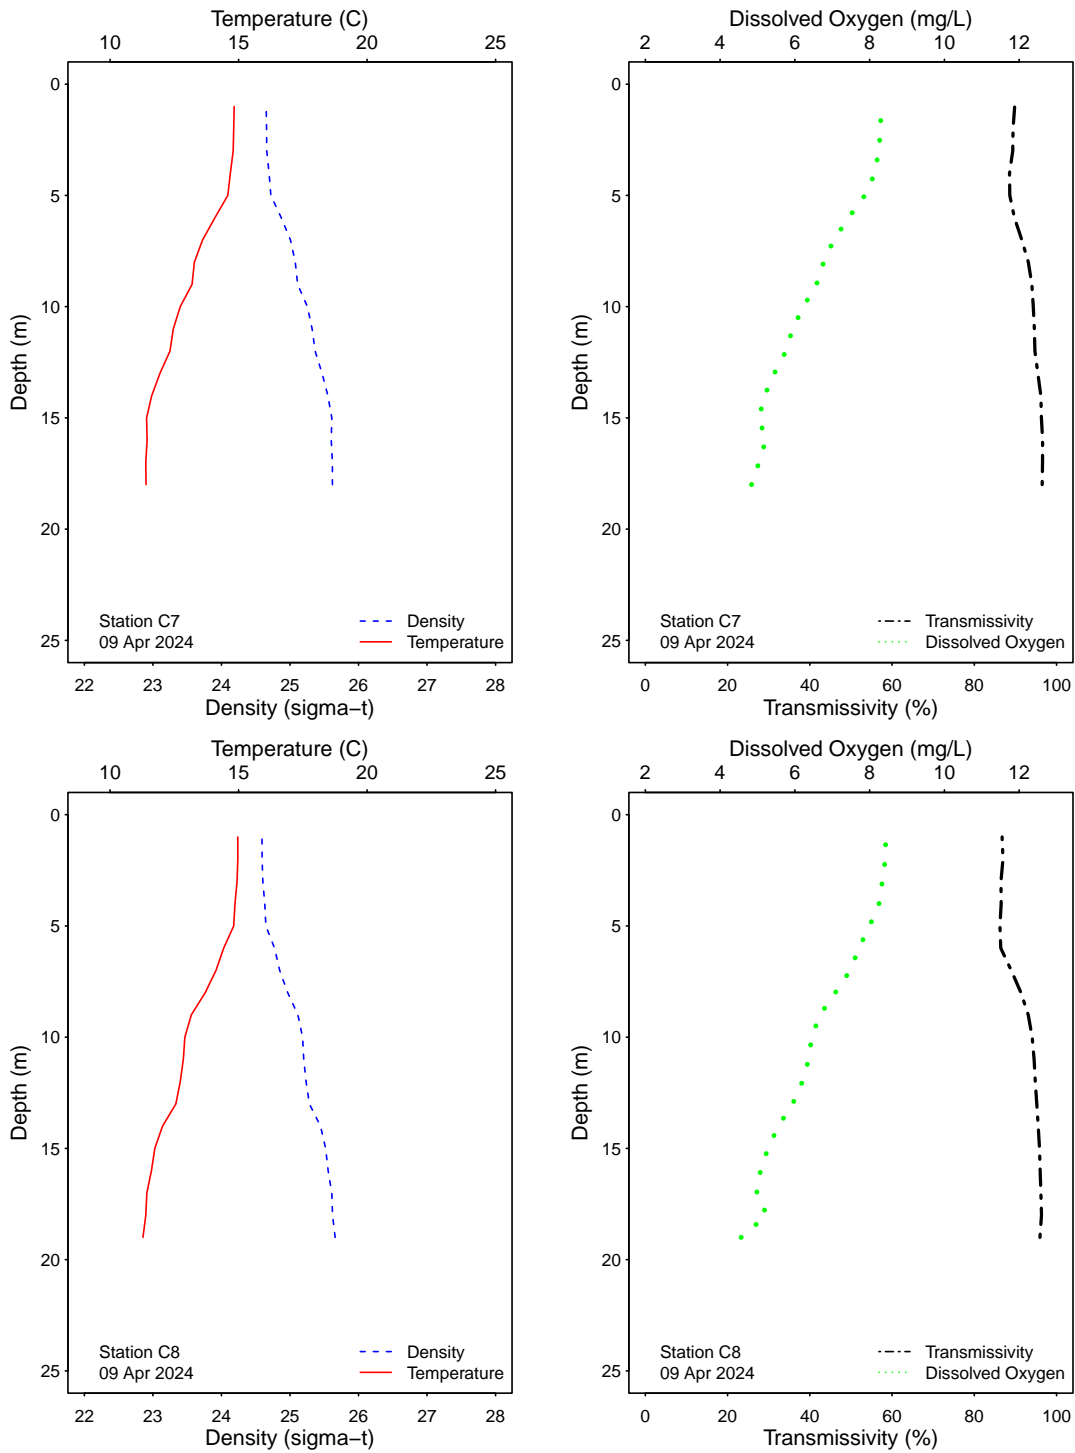 Temperature (C)
10 15 20 25
0
5
10
15
20
25
Depth (m)
Station C7
09 Apr 2024
Density
Temperature
22 23 24 25 26 27 28
Density (sigma−t)
Dissolved Oxygen (mg/L)
2 4 6 8 10 12
0
5
10
15
20
25
Depth (m)
Station C7
09 Apr 2024
Transmissivity
Dissolved Oxygen
0 20 40 60 80 100
Transmissivity (%)
Temperature (C)
10 15 20 25
0
5
10
15
20
25
Depth (m)
Station C8
09 Apr 2024
Density
Temperature
22 23 24 25 26 27 28
Density (sigma−t)
Dissolved Oxygen (mg/L)
2 4 6 8 10 12
0
5
10
15
20
25
Depth (m)
Station C8
09 Apr 2024
Transmissivity
Dissolved Oxygen
0 20 40 60 80 100
Transmissivity (%)